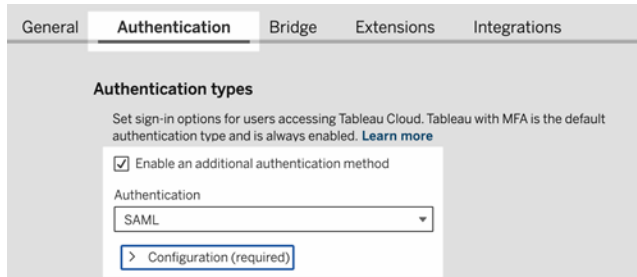 General Authentication Bridge Extensions Integrations
Authentication types
Set sign-in options for users accessing Tableau Cloud. Tableau with MFA is the default
authentication type and is always enabled. Learn more
Enable an additional authentication method
Authentication
SAML
Configuration (required)